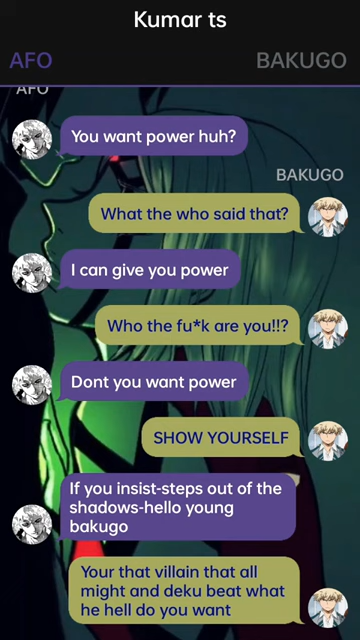 Kumar ts
AFO
BAKUGO
AFO
You want power huh?
BAKUGO
What the who said that?
I can give you power
Who the fu*k are you!!?
Dont you want power
SHOW YOURSELF
If you insist-steps out of the
shadows-hello young
bakugo
Your that villain that all
might and deku beat what
he hell do you want